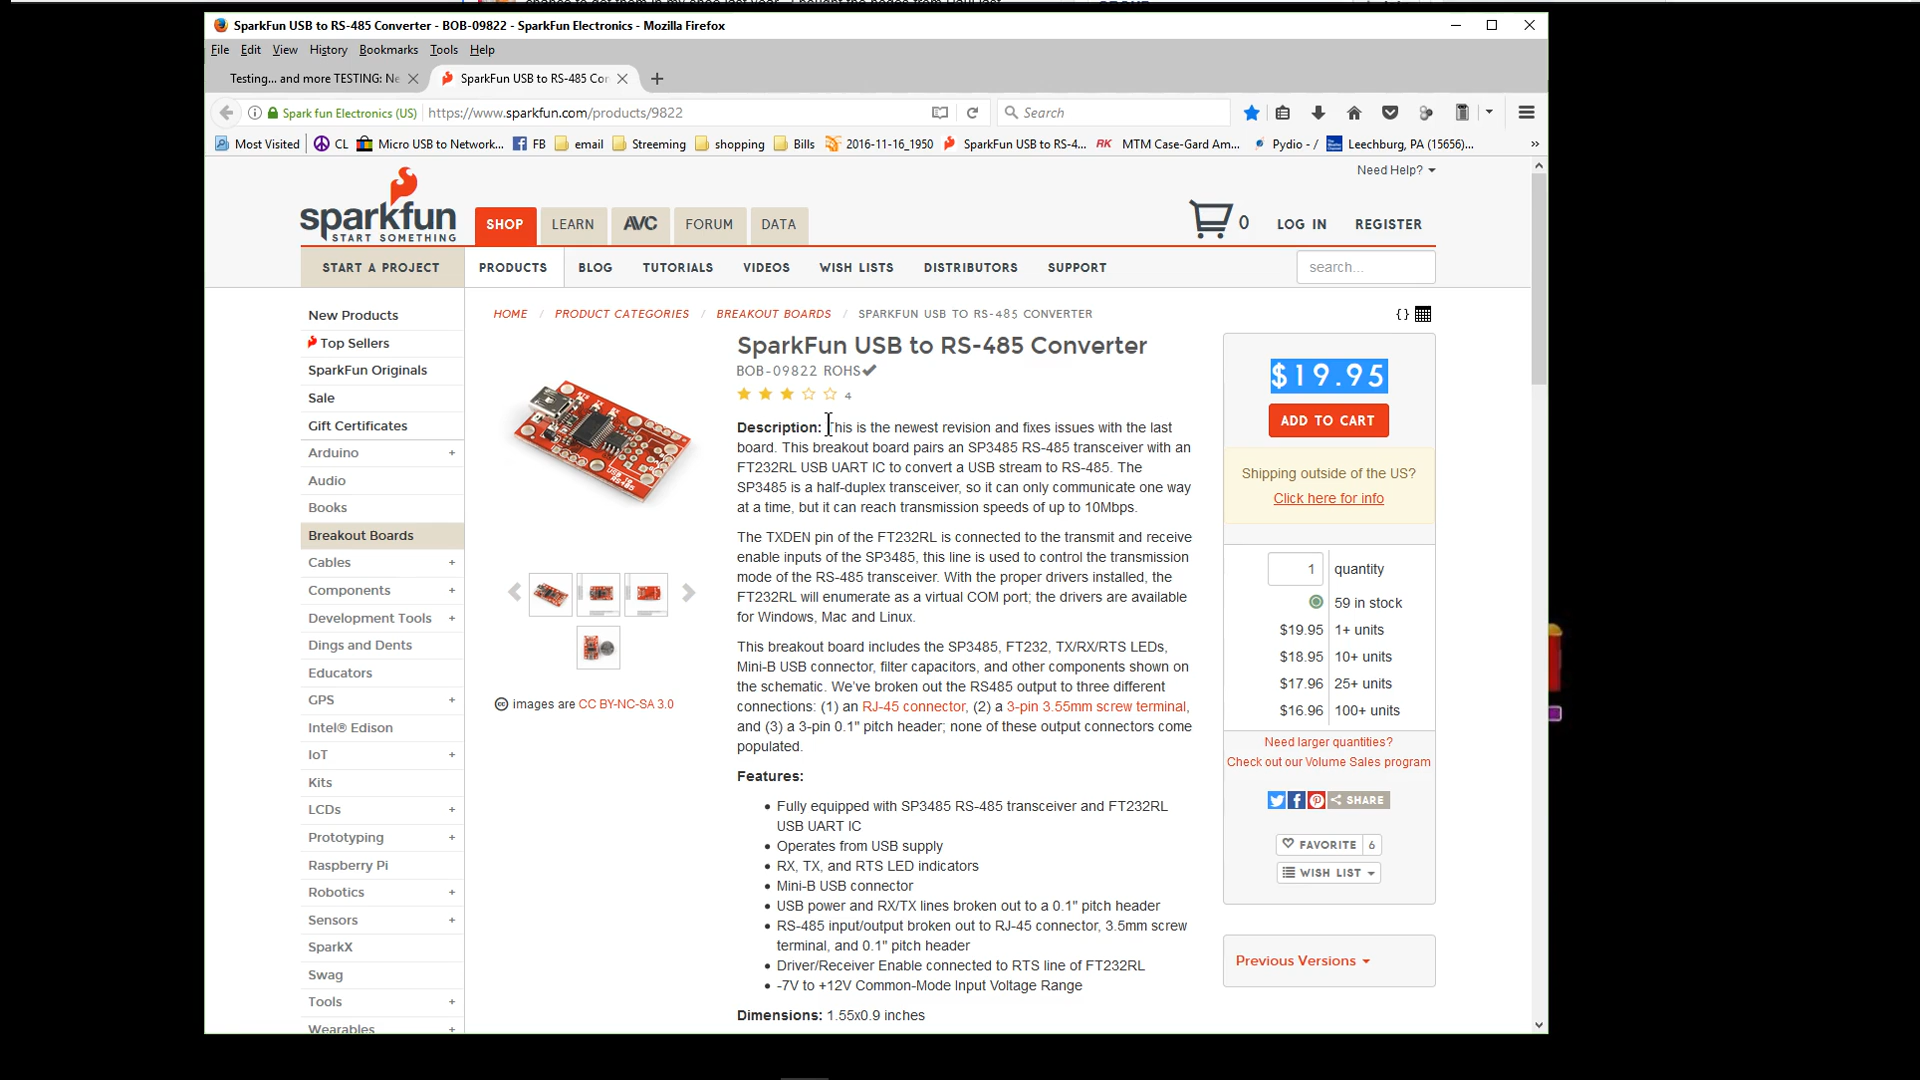 SparkFun USB to RS-485 Converter - BOB-09822 - SparkFun Electronics - Mozilla Firefox
File Edit View History Bookmarks Tools Help
Testing... and more TESTING: Ne
SparkFun USB to RS-485 Cor
Spark fun Electronics (US)
https://www.sparkfun.com/products/9822
Search
Most Visited CL Micro USB to Network... FB email Streeming shopping Bills 2016-11-16_1950 SparkFun USB to RS-4... RK MTM Case-Gard Am... Pydio - / Leechburg, PA (15656)... »
Need Help?
sparkfun
START SOMETHING
SHOP LEARN AVC FORUM DATA
0 LOG IN REGISTER
START A PROJECT PRODUCTS BLOG TUTORIALS VIDEOS WISH LISTS DISTRIBUTORS SUPPORT
search...
New Products
Top Sellers
SparkFun Originals
Sale
Gift Certificates
Arduino +
Audio
Books
Breakout Boards
Cables +
Components +
Development Tools +
Dings and Dents
Educators
GPS +
Intel® Edison
IoT +
Kits
LCDs +
Prototyping +
Raspberry Pi
Robotics +
Sensors +
SparkX
Swag
Tools +
Wearables +
HOME / PRODUCT CATEGORIES / BREAKOUT BOARDS / SPARKFUN USB TO RS-485 CONVERTER
{}
SparkFun USB to RS-485 Converter
BOB-09822 ROHS✔
4
USB to
RS485
images are CC BY-NC-SA 3.0
Description: This is the newest revision and fixes issues with the last
board. This breakout board pairs an SP3485 RS-485 transceiver with an
FT232RL USB UART IC to convert a USB stream to RS-485. The
SP3485 is a half-duplex transceiver, so it can only communicate one way
at a time, but it can reach transmission speeds of up to 10Mbps.
The TXDEN pin of the FT232RL is connected to the transmit and receive
enable inputs of the SP3485, this line is used to control the transmission
mode of the RS-485 transceiver. With the proper drivers installed, the
FT232RL will enumerate as a virtual COM port; the drivers are available
for Windows, Mac and Linux.
This breakout board includes the SP3485, FT232, TX/RX/RTS LEDs,
Mini-B USB connector, filter capacitors, and other components shown on
the schematic. We've broken out the RS485 output to three different
connections: (1) an RJ-45 connector, (2) a 3-pin 3.55mm screw terminal,
and (3) a 3-pin 0.1" pitch header; none of these output connectors come
populated.
Features:
• Fully equipped with SP3485 RS-485 transceiver and FT232RL
USB UART IC
• Operates from USB supply
• RX, TX, and RTS LED indicators
• Mini-B USB connector
• USB power and RX/TX lines broken out to a 0.1" pitch header
• RS-485 input/output broken out to RJ-45 connector, 3.5mm screw
terminal, and 0.1" pitch header
• Driver/Receiver Enable connected to RTS line of FT232RL
• -7V to +12V Common-Mode Input Voltage Range
Dimensions: 1.55x0.9 inches
$19.95
ADD TO CART
Shipping outside of the US?
Click here for info
1 quantity
59 in stock
$19.95 1+ units
$18.95 10+ units
$17.96 25+ units
$16.96 100+ units
Need larger quantities?
Check out our Volume Sales program
SHARE
FAVORITE 6
WISH LIST
Previous Versions